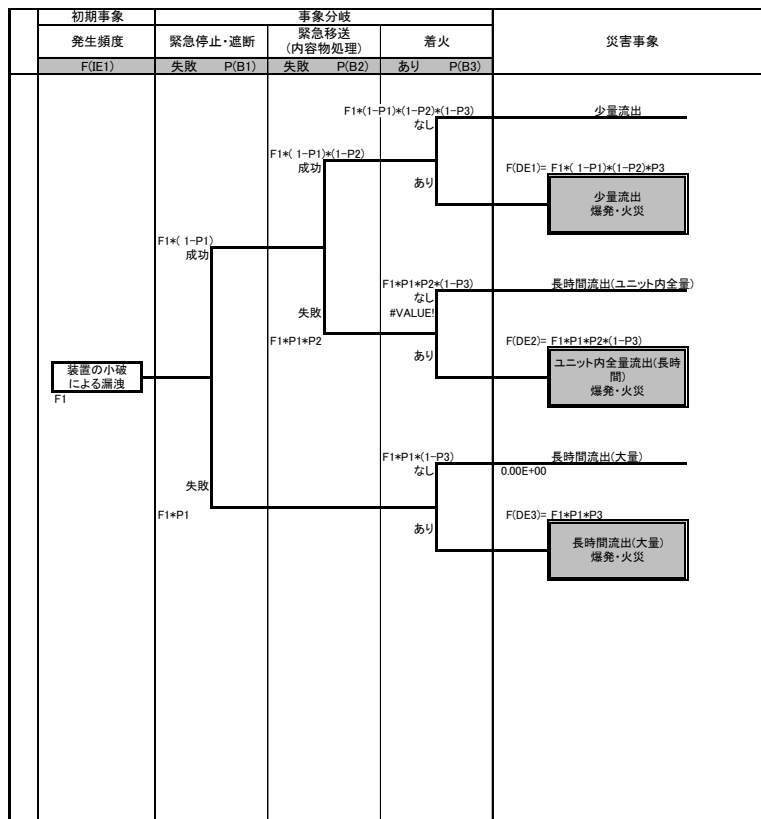 初期事象
事象分岐
発生頻度
緊急停止・遮断
緊急移送
(内容物処理)
着火
災害事象
F(IE1)
失敗 P(B1)
失敗 P(B2)
あり P(B3)
F1*(1-P1)*(1-P2)*(1-P3)
なし
少量流出
F1*( 1-P1)*(1-P2)
成功
あり
F(DE1)= F1*( 1-P1)*(1-P2)*P3
少量流出
爆発・火災
F1*( 1-P1)
成功
F1*P1*P2*(1-P3)
なし
#VALUE!
長時間流出(ユニット内全量)
失敗
F1*P1*P2
あり
F(DE2)= F1*P1*P2*(1-P3)
ユニット内全量流出(長時
間)
爆発・火災
装置の小破
による漏洩
F1
F1*P1*(1-P3)
なし
長時間流出(大量)
0.00E+00
失敗
F1*P1
あり
F(DE3)= F1*P1*P3
長時間流出(大量)
爆発・火災